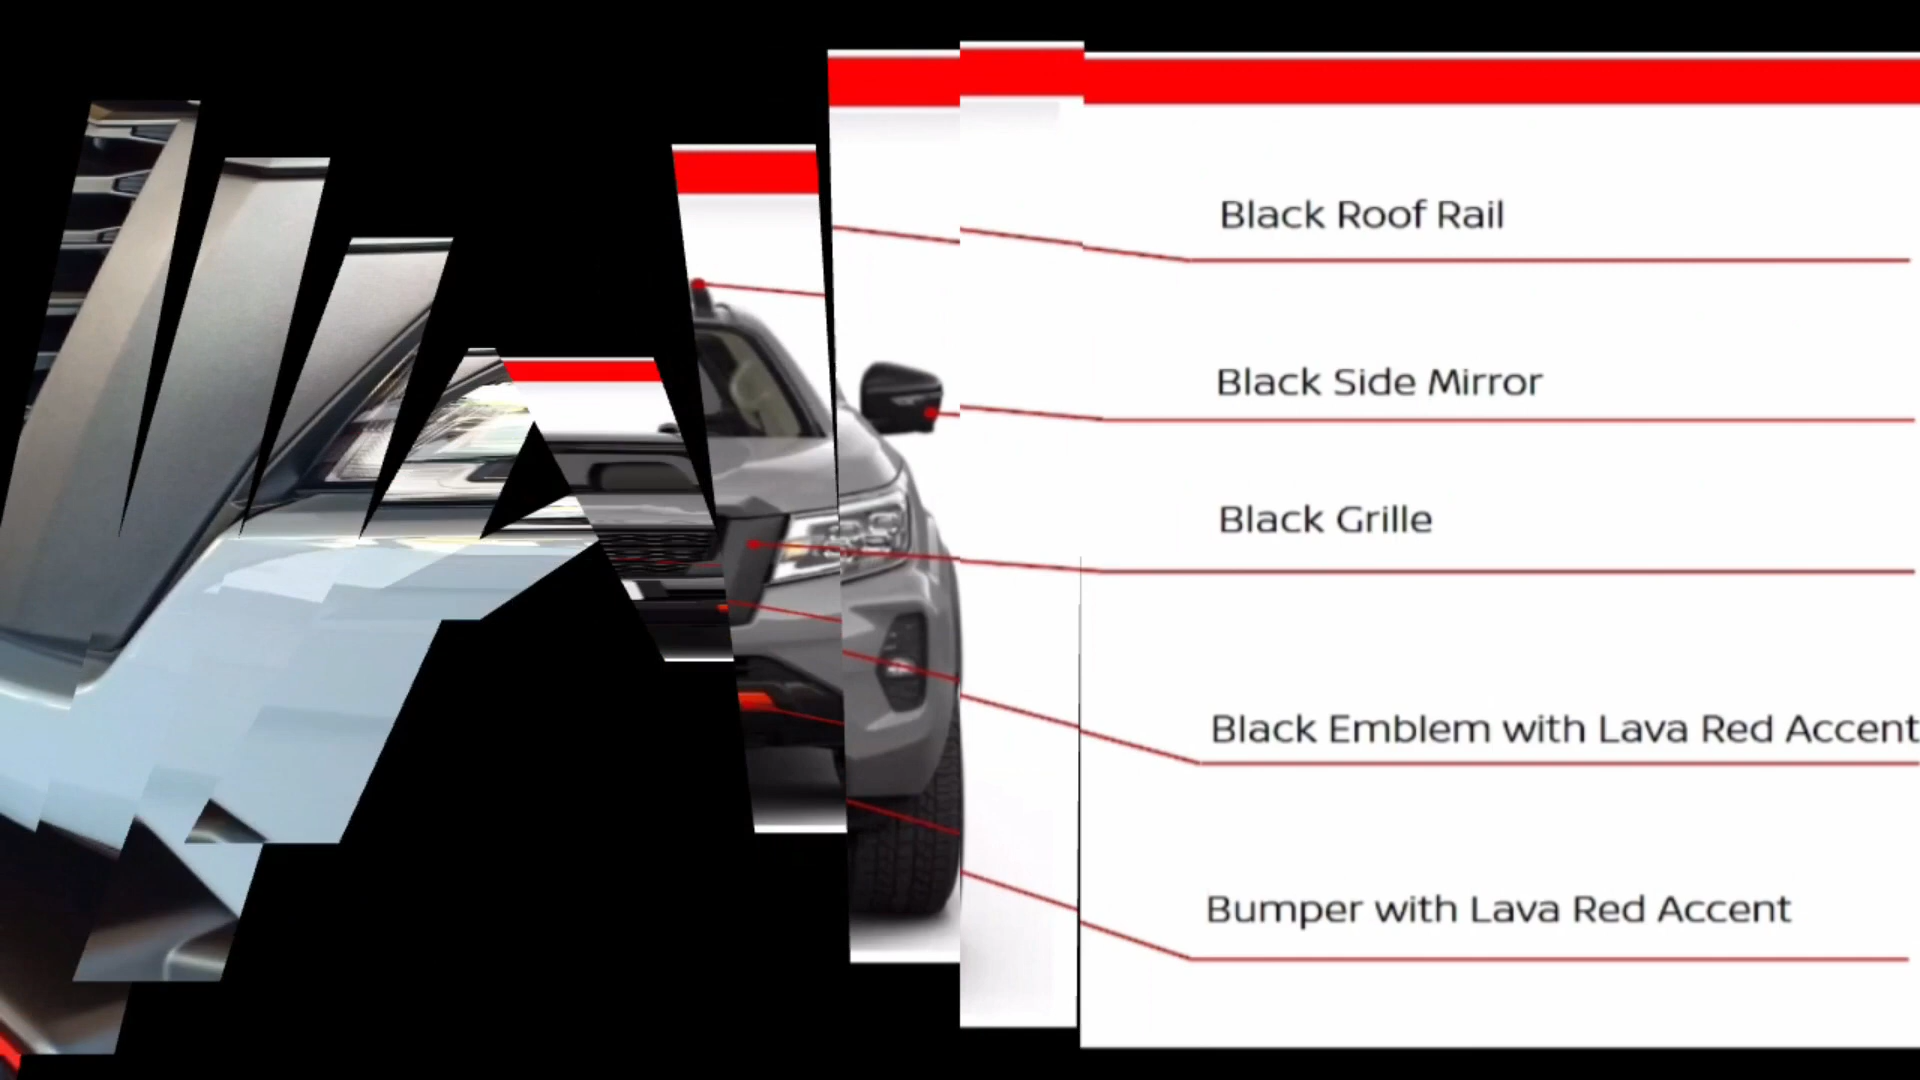 Black Roof Rail
Black Side Mirror
Black Grille
Black Emblem with Lava Red Accent
Bumper with Lava Red Accent